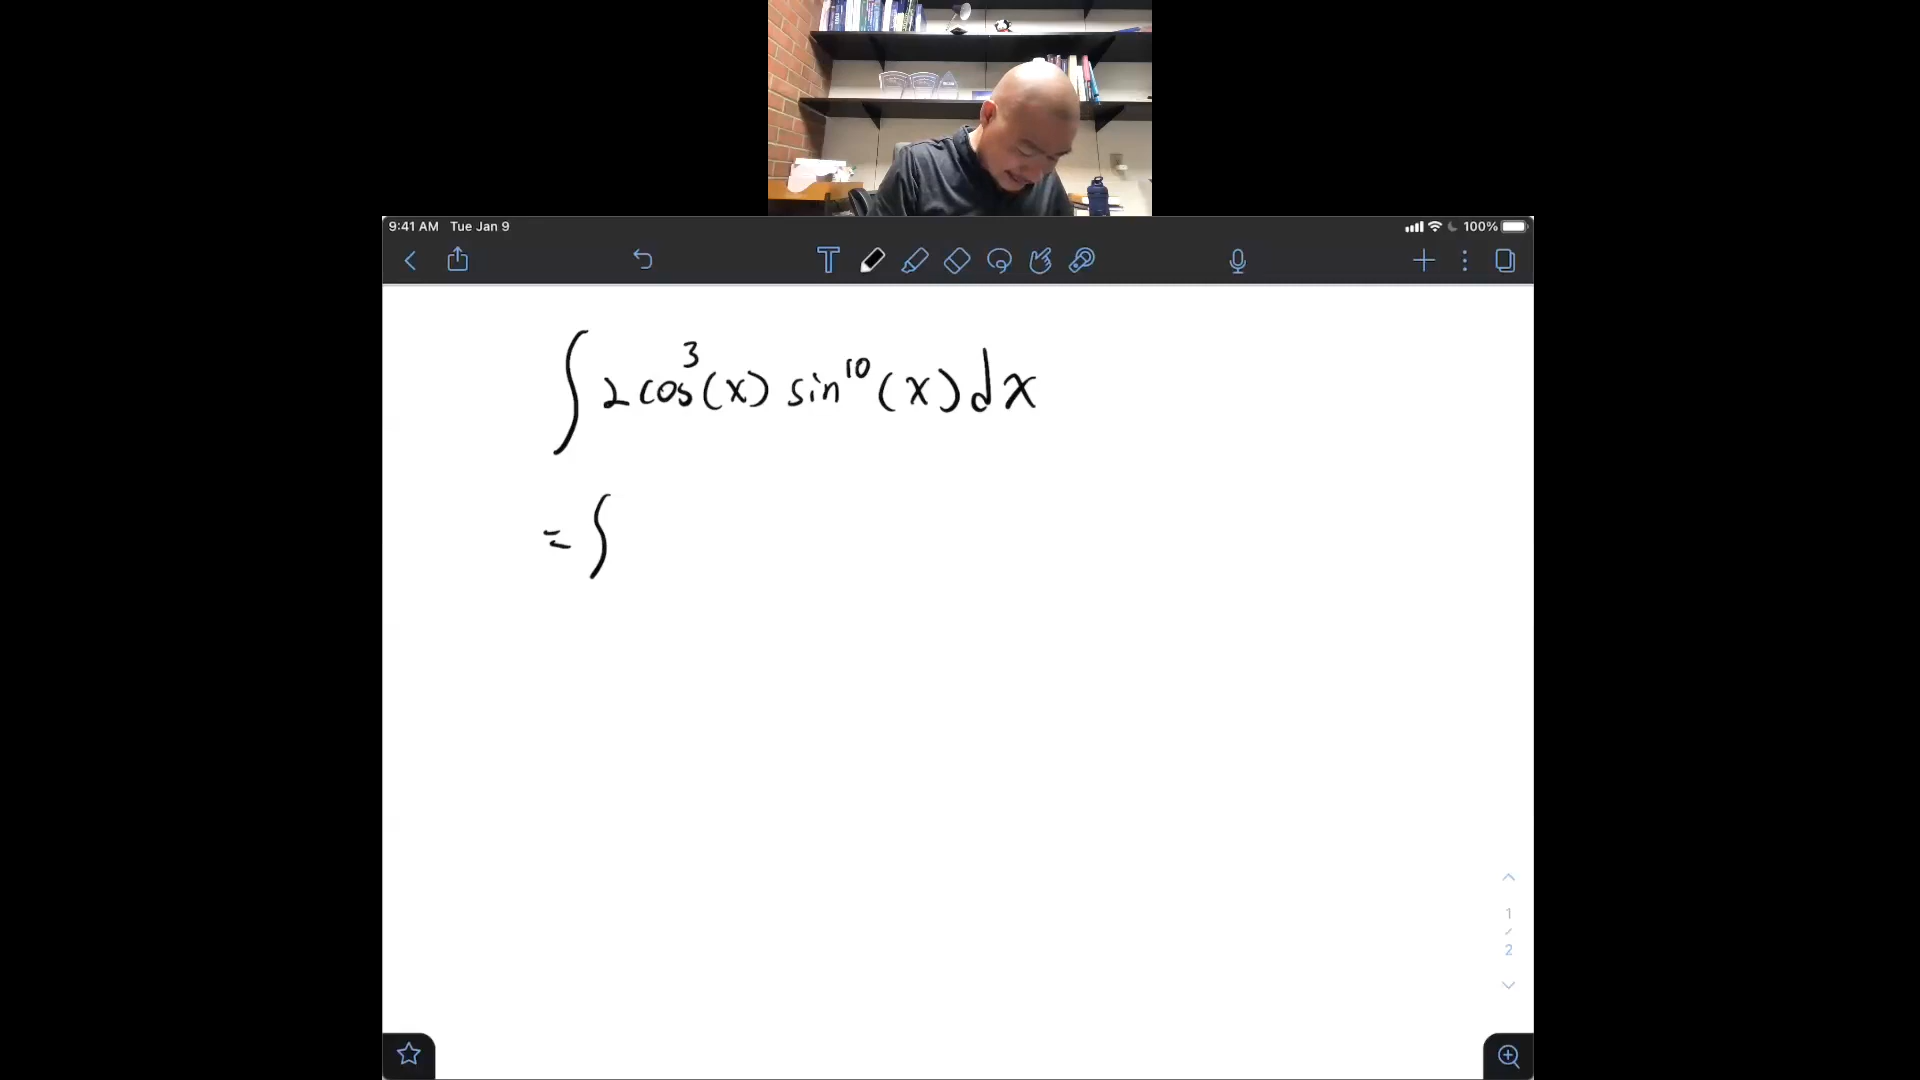 9:41 AM Tue Jan 9
100%
T
∫ 2 cos³(x) sin¹⁰(x) dx
= ∫
1
/
2